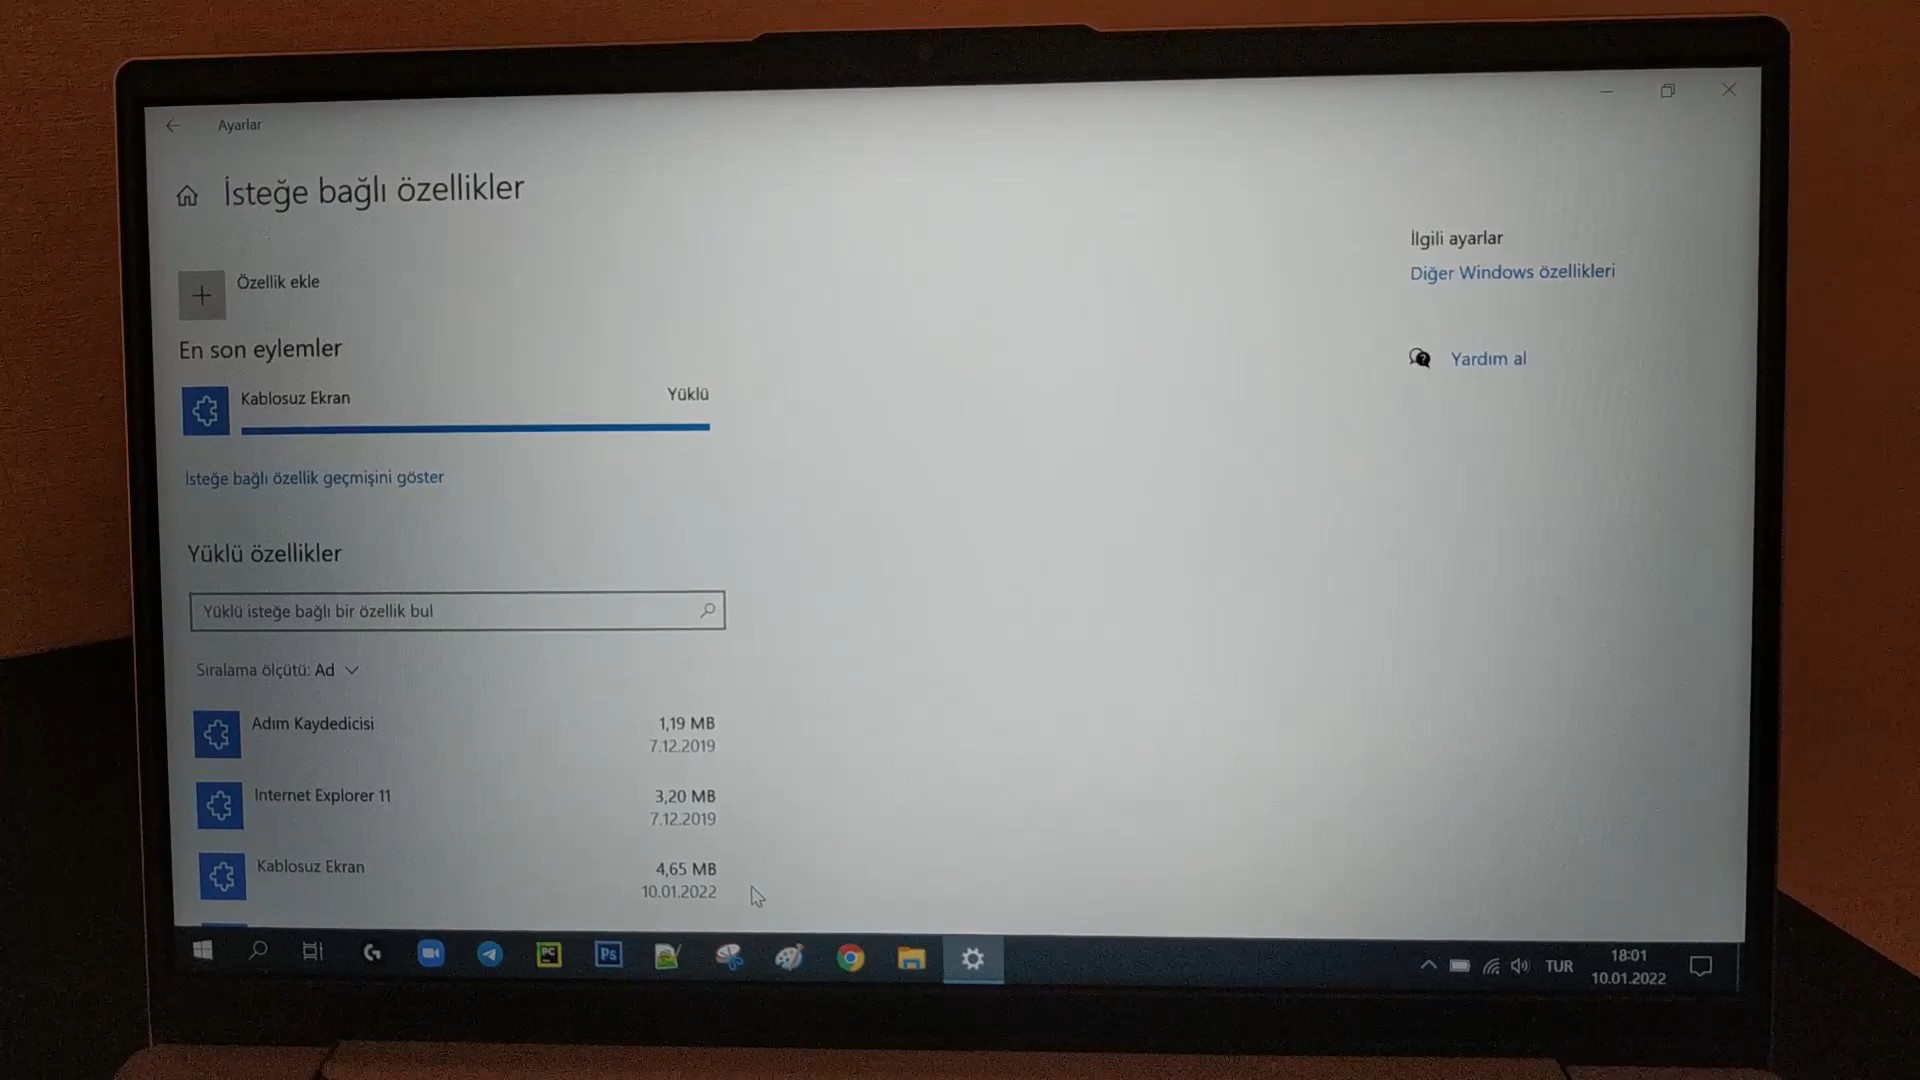 Ayarlar
İsteğe bağlı özellikler
Özellik ekle
En son eylemler
Kablosuz Ekran
Yüklü
İsteğe bağlı özellik geçmişini göster
Yüklü özellikler
Yüklü isteğe bağlı bir özellik bul
Sıralama ölçütü: Ad
Adım Kaydedicisi
1,19 MB
7.12.2019
Internet Explorer 11
3,20 MB
7.12.2019
Kablosuz Ekran
4,65 MB
10.01.2022
İlgili ayarlar
Diğer Windows özellikleri
Yardım al
PC
Ps
TUR
18:01
10.01.2022